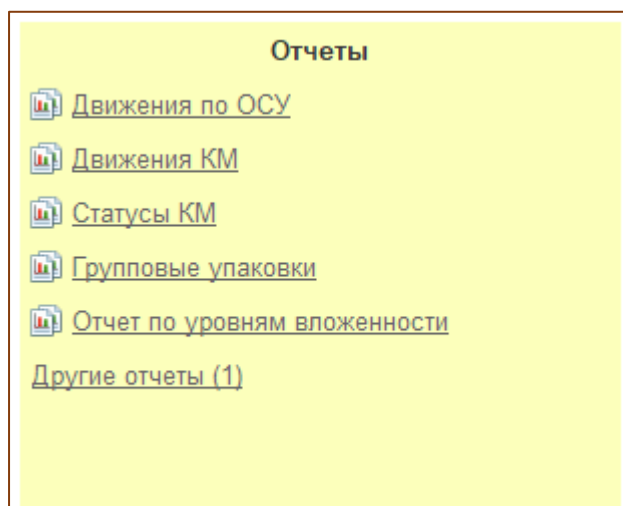 Отчеты
Движения по ОСУ
Движения КМ
Статусы КМ
Групповые упаковки
Отчет по уровням вложенности
Другие отчеты (1)